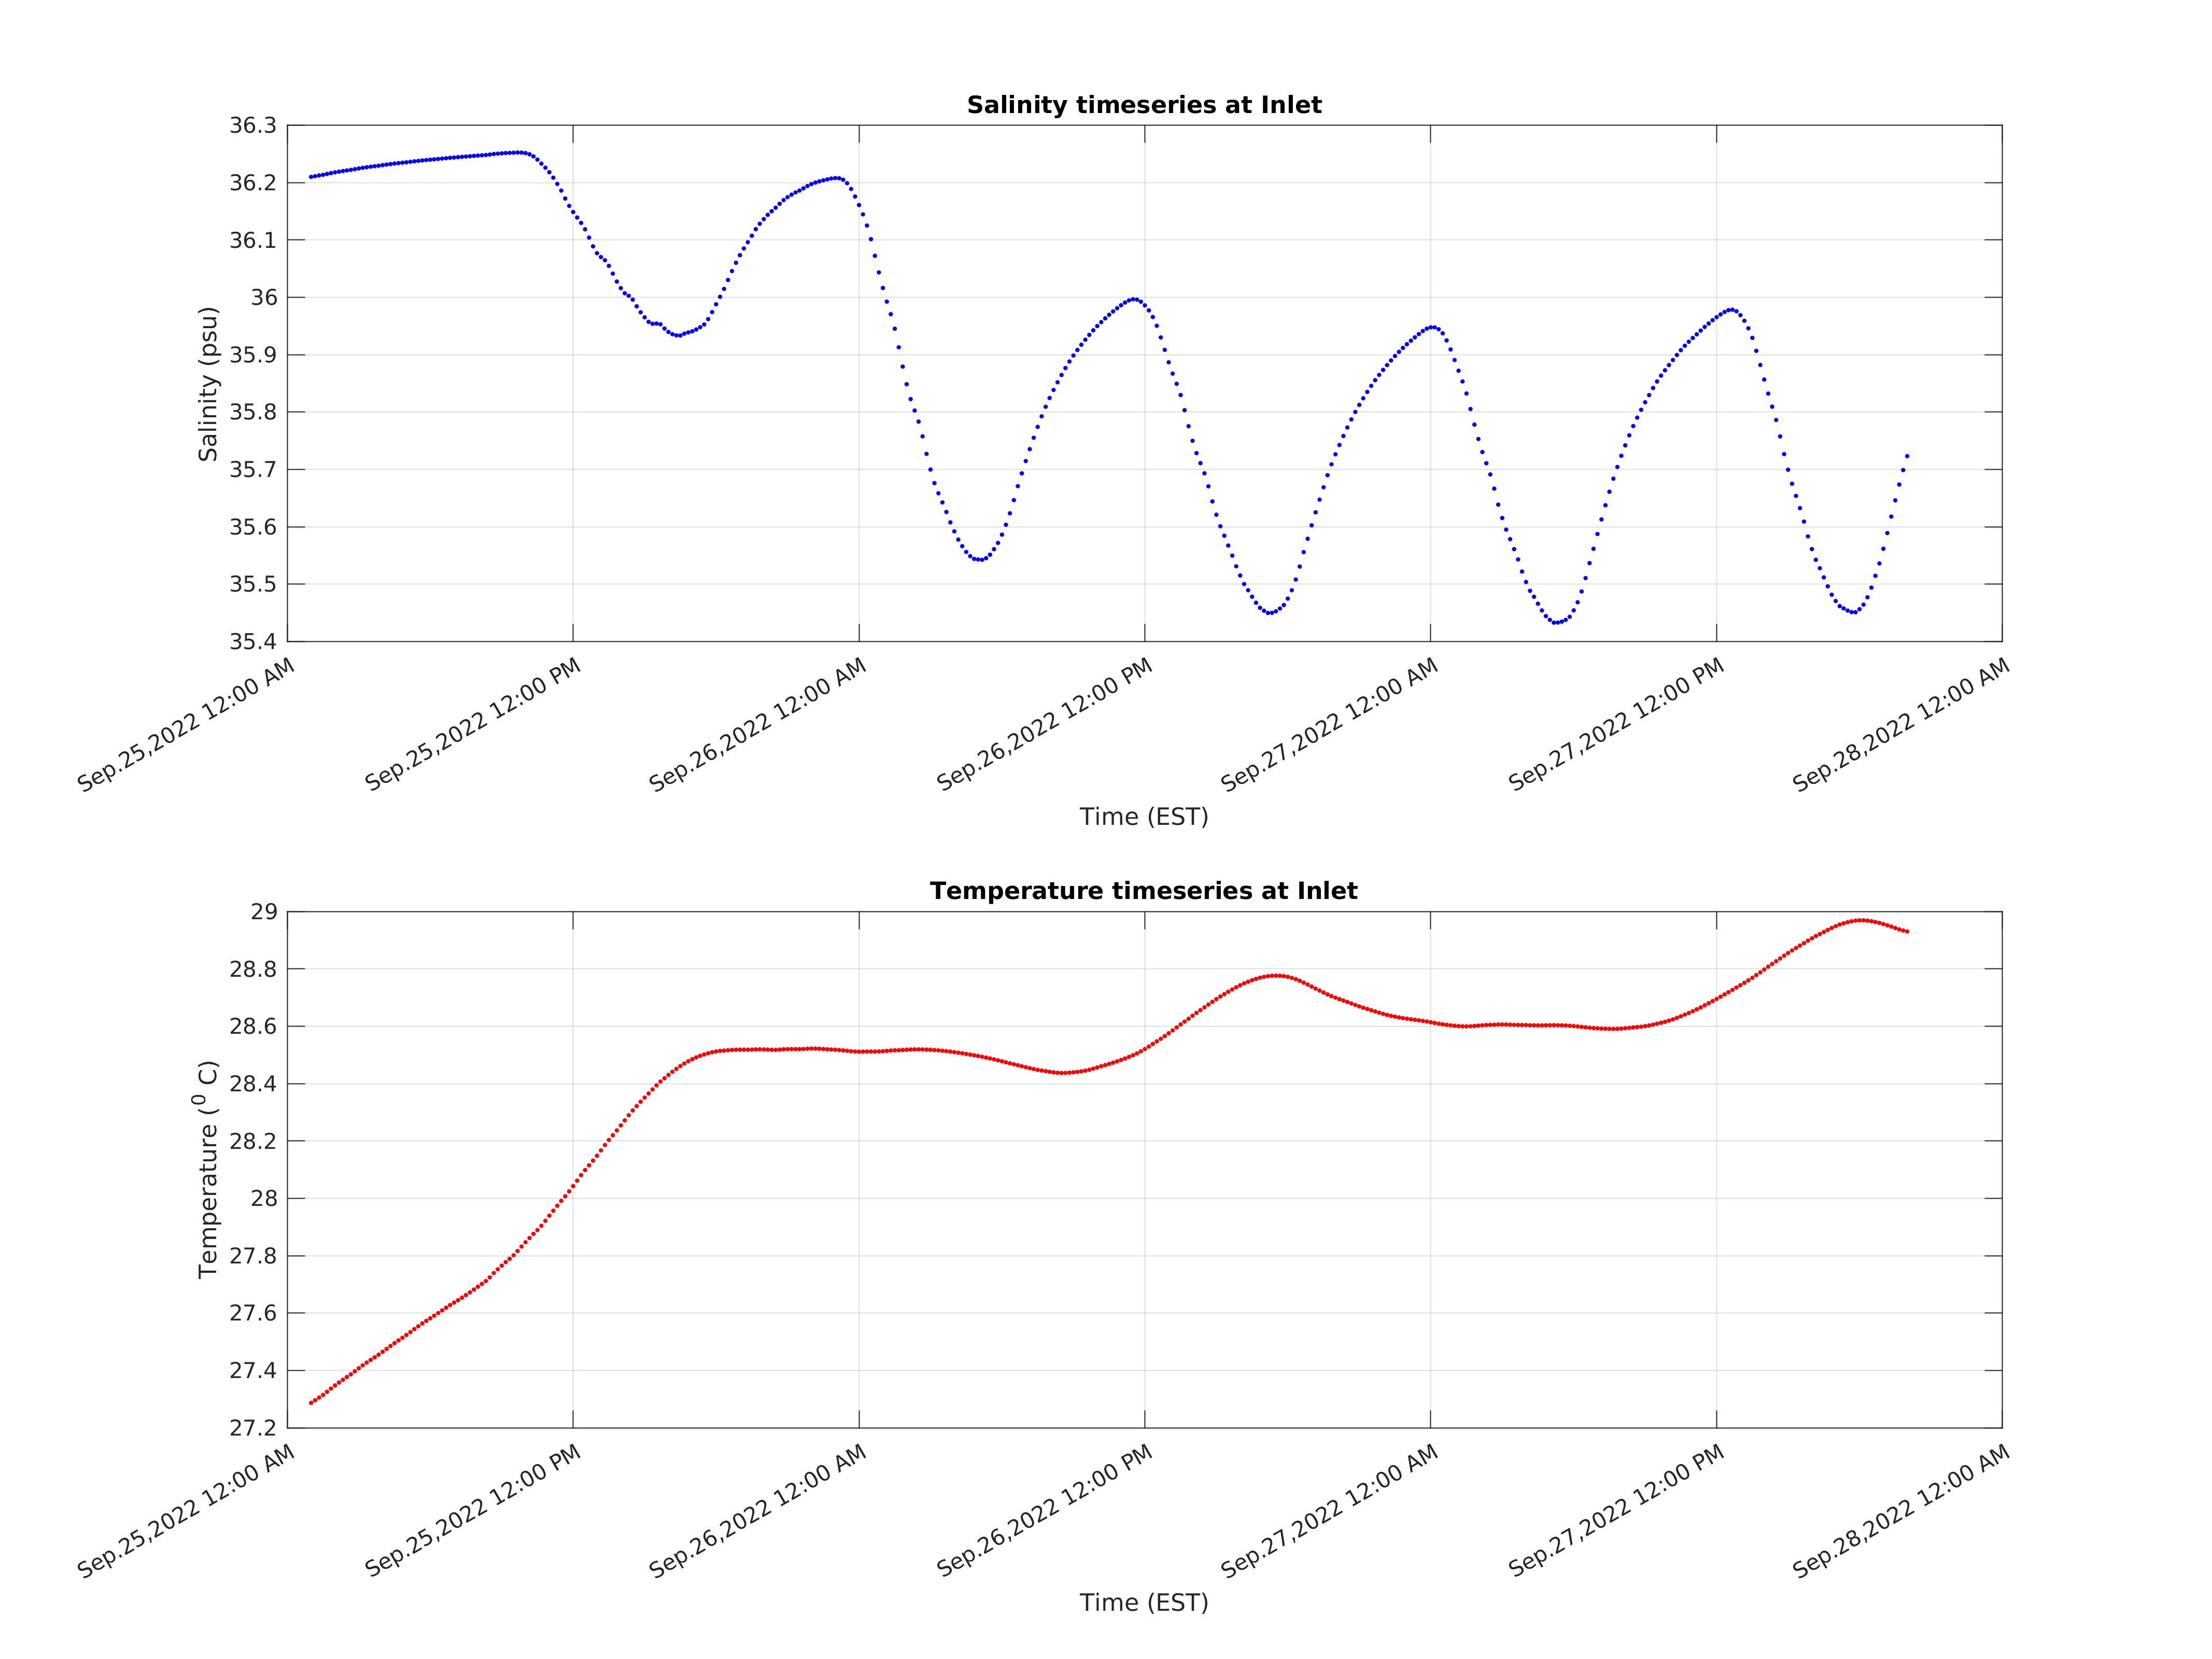 Salinity timeseries at Inlet
36.3
36.2
36.1
36
35.9
35.8
35.7
35.6
35.5
35.4
Salinity (psu)
Sep.25,2022 12:00 AM
Sep.25,2022 12:00 PM
Sep.26,2022 12:00 AM
Sep.26,2022 12:00 PM
Sep.27,2022 12:00 AM
Sep.27,2022 12:00 PM
Sep.28,2022 12:00 AM
Time (EST)
Temperature timeseries at Inlet
29
28.8
28.6
28.4
28.2
28
27.8
27.6
27.4
27.2
Temperature (⁰ C)
Sep.25,2022 12:00 AM
Sep.25,2022 12:00 PM
Sep.26,2022 12:00 AM
Sep.26,2022 12:00 PM
Sep.27,2022 12:00 AM
Sep.27,2022 12:00 PM
Sep.28,2022 12:00 AM
Time (EST)